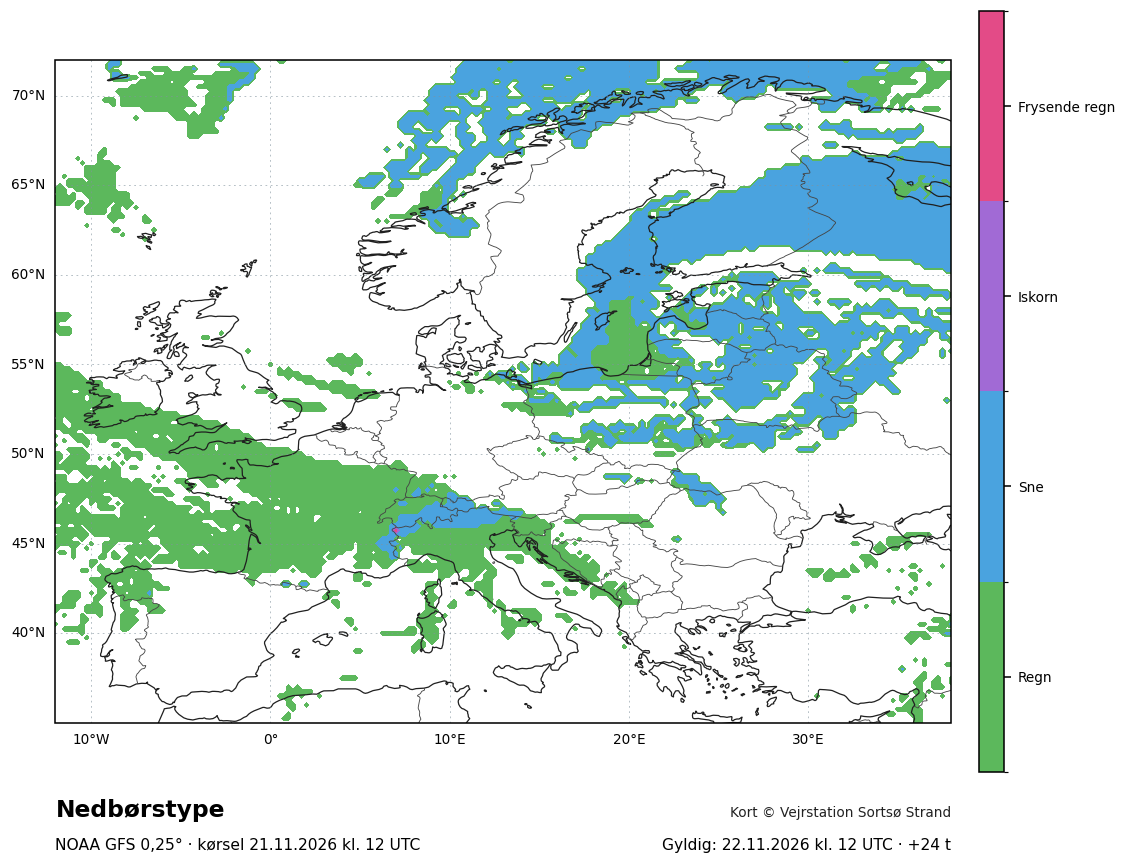 70°N
65°N
60°N
55°N
50°N
45°N
40°N
10°W
0°
10°E
20°E
30°E
Frysende regn
Iskorn
Sne
Regn
Nedbørstype
Kort © Vejrstation Sortsø Strand
NOAA GFS 0,25° · kørsel 21.11.2026 kl. 12 UTC
Gyldig: 22.11.2026 kl. 12 UTC · +24 t